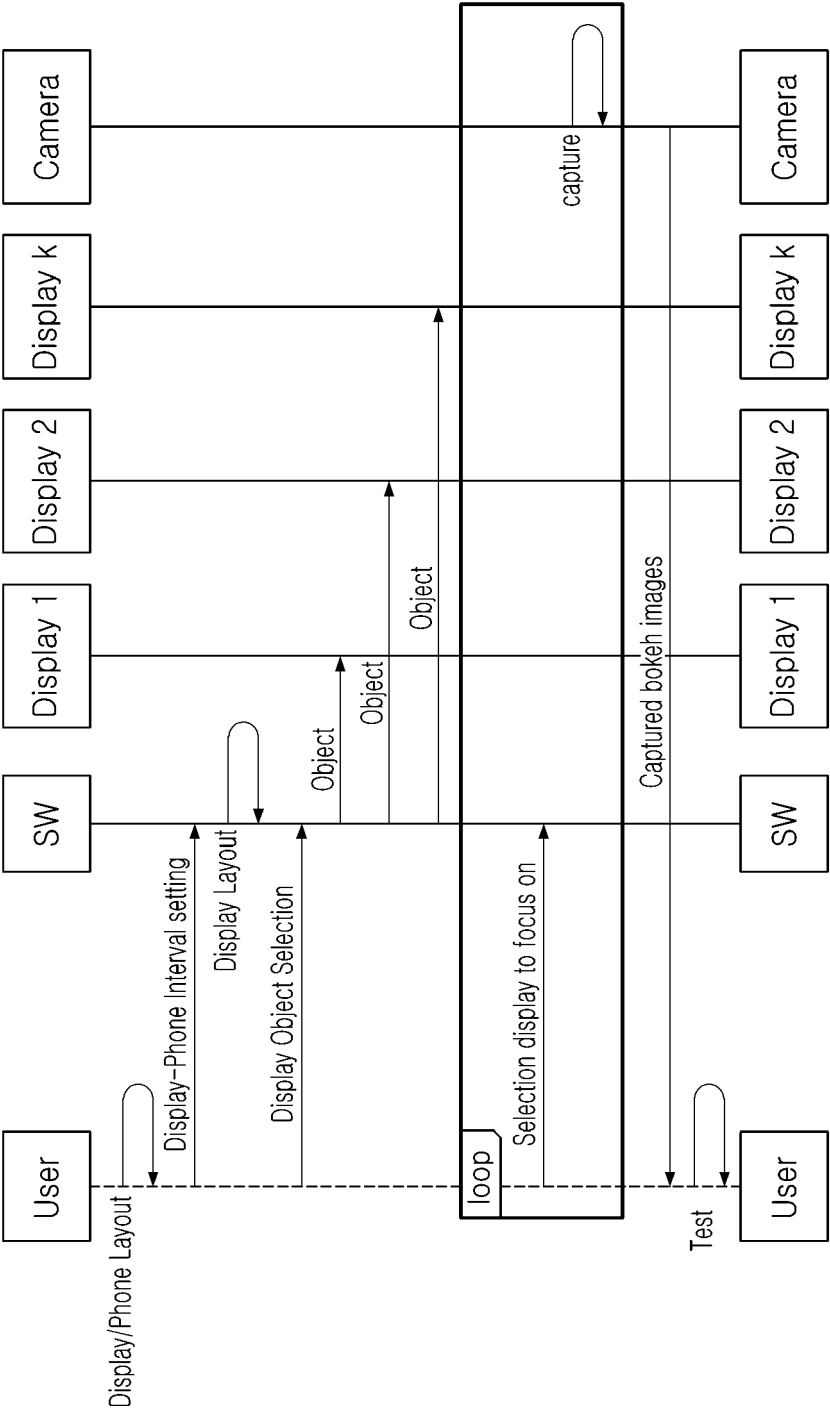 User
SW
Display 1
Display 2
Display k
Camera
Display/Phone Layout
Display-Phone Interval setting
Display Layout
Display Object Selection
Object
Object
Object
loop
Selection display to focus on
capture
Captured bokeh images
Test
User
SW
Display 1
Display 2
Display k
Camera